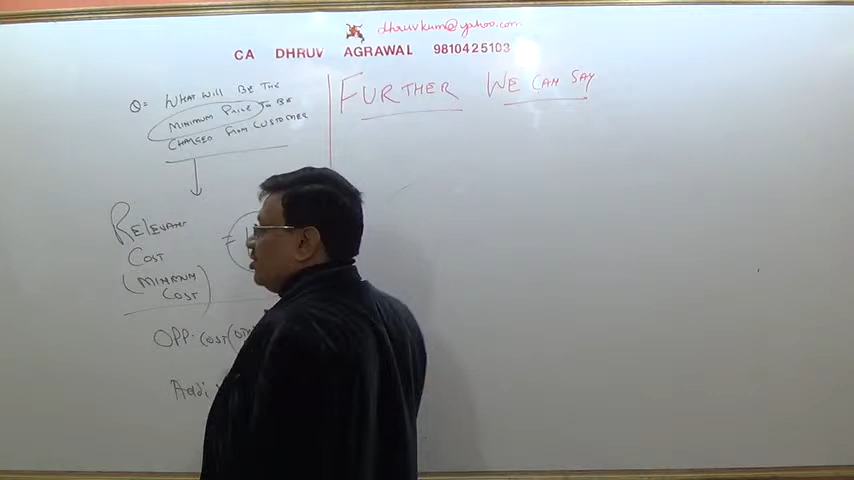 dhruvkum@yahoo.com
CA DHRUV AGRAWAL 9810425103
Q= WHAT WILL BE THE
MINIMUM PRICE TO BE
CHARGED FROM CUSTOMER
RELEVANT
COST
(MINIMUM
COST)
OPP. COST (
Addi
FURTHER WE CAN SAY